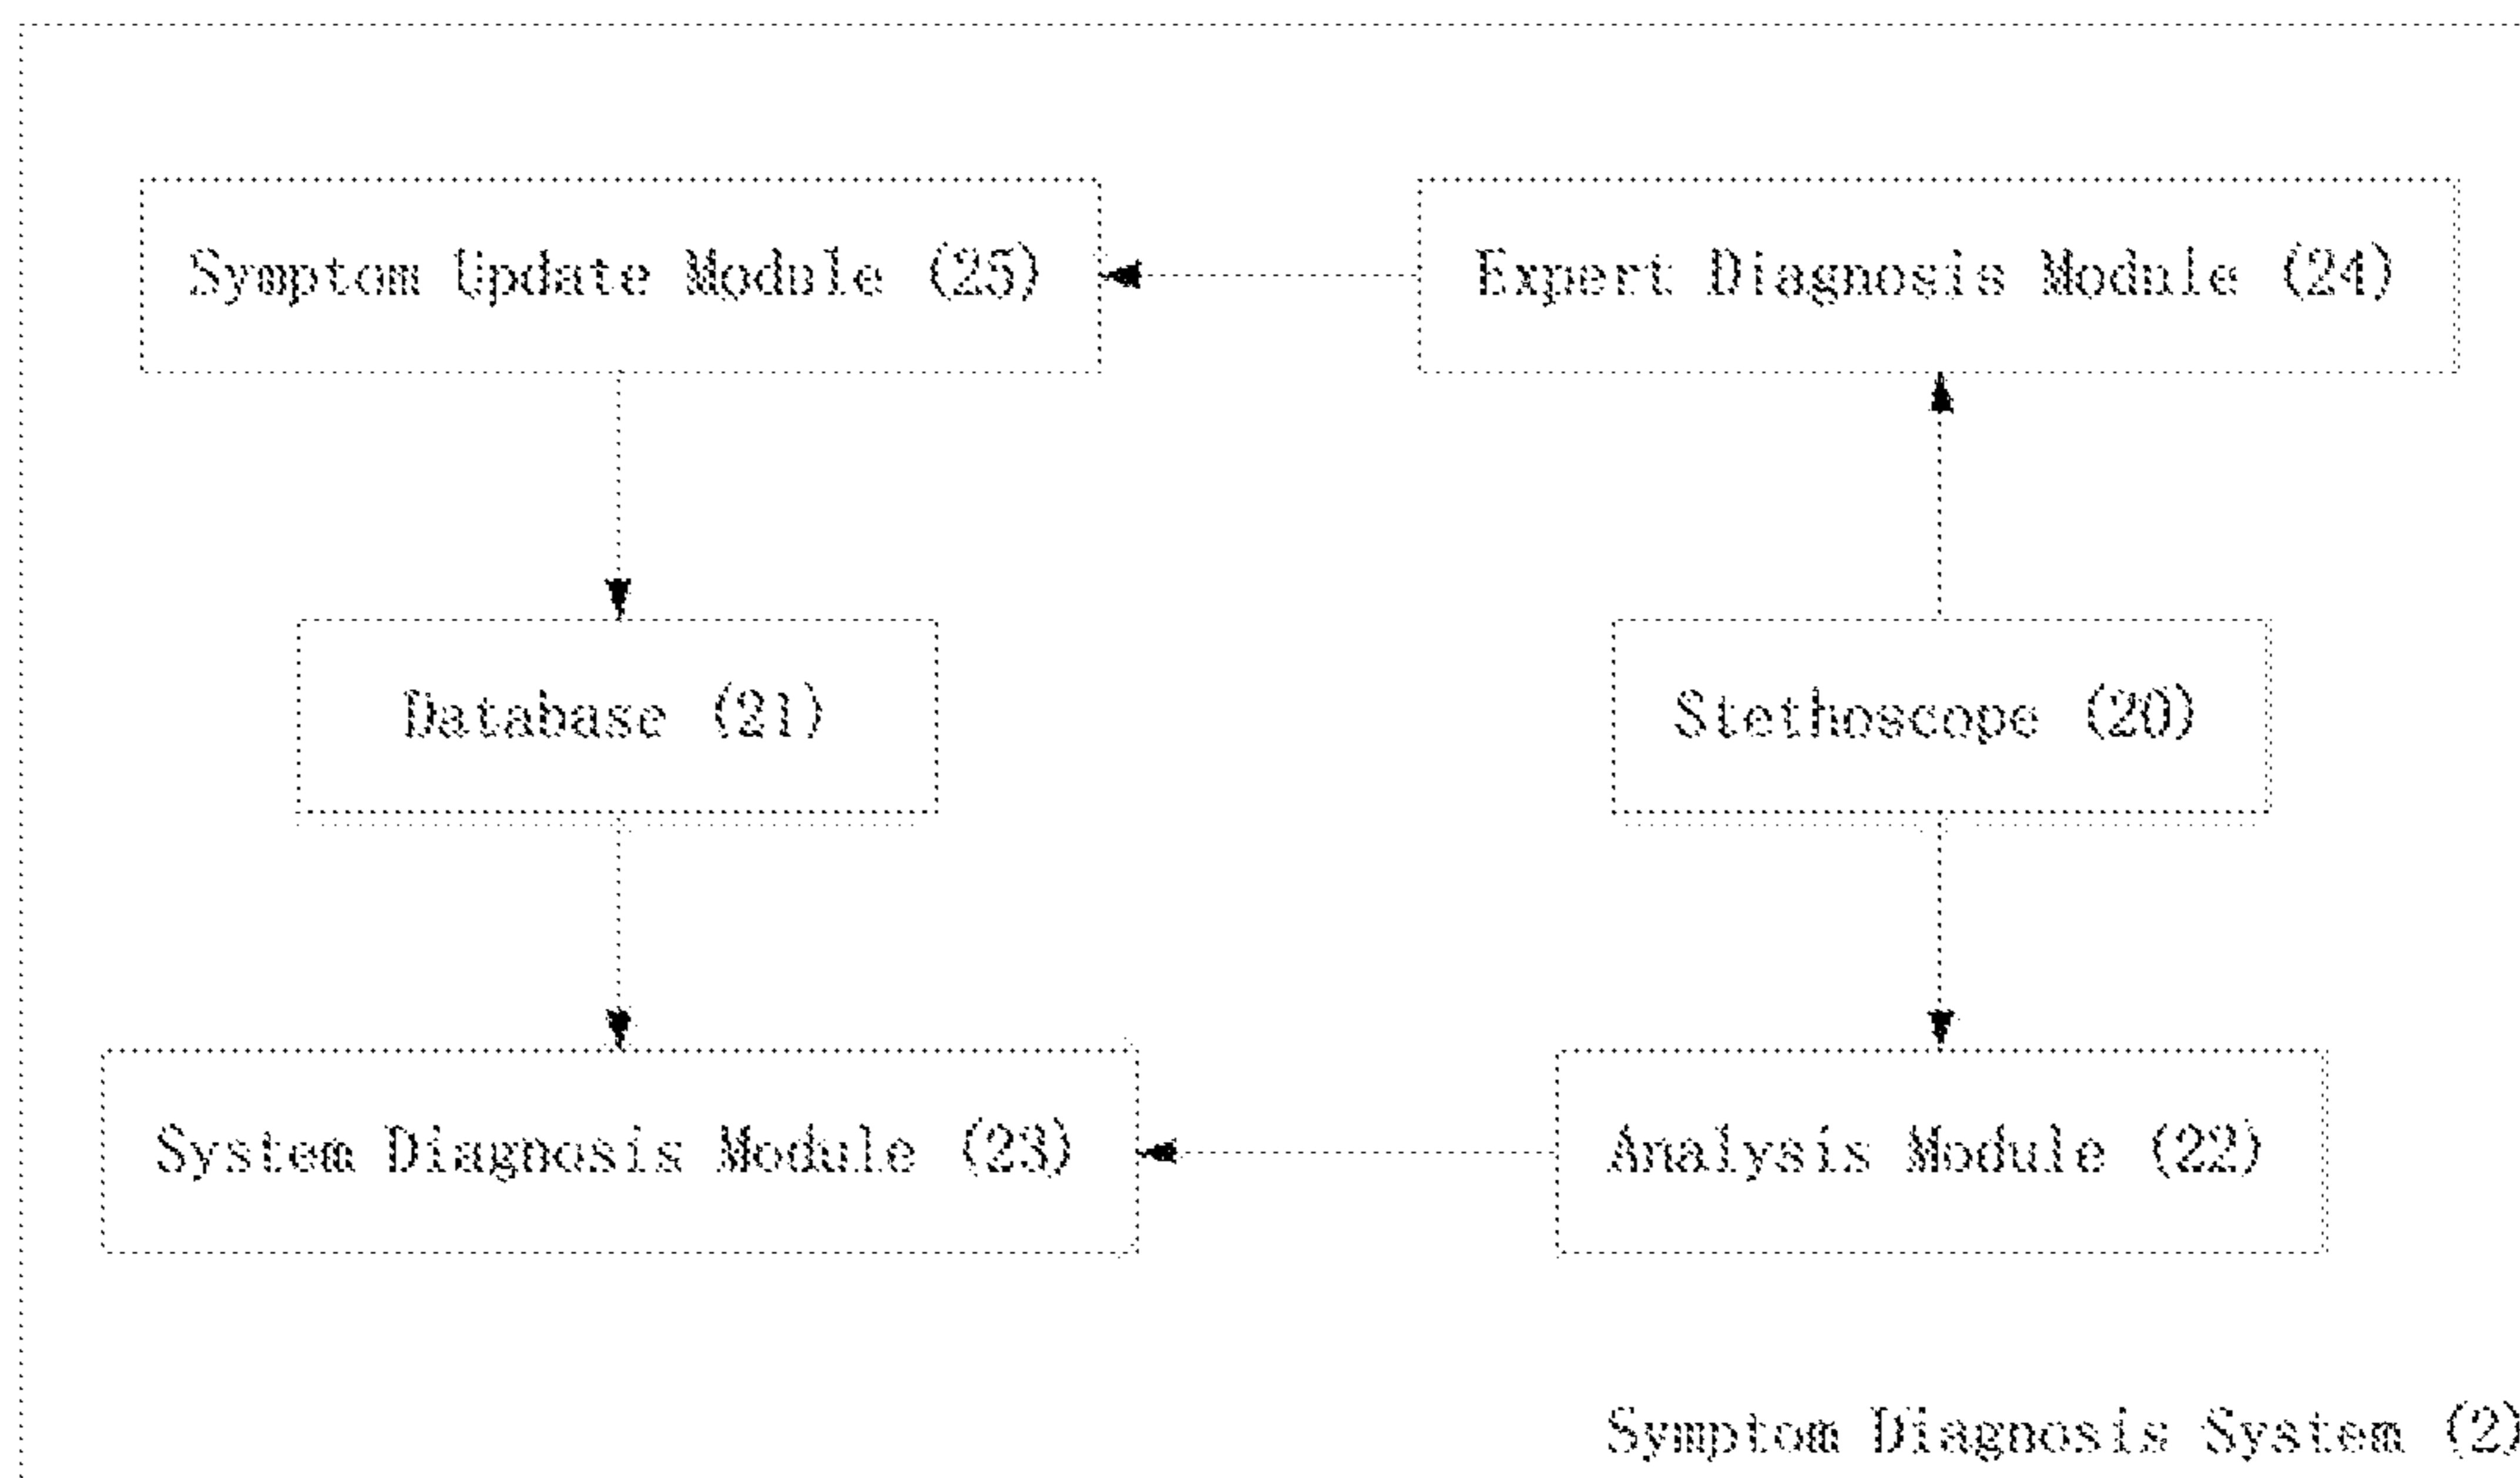 Symptom Update Module (25)
Expert Diagnosis Module (24)
Database (21)
Stethoscope (20)
System Diagnosis Module (23)
Analysis Module (22)
Symptom Diagnosis System (2)